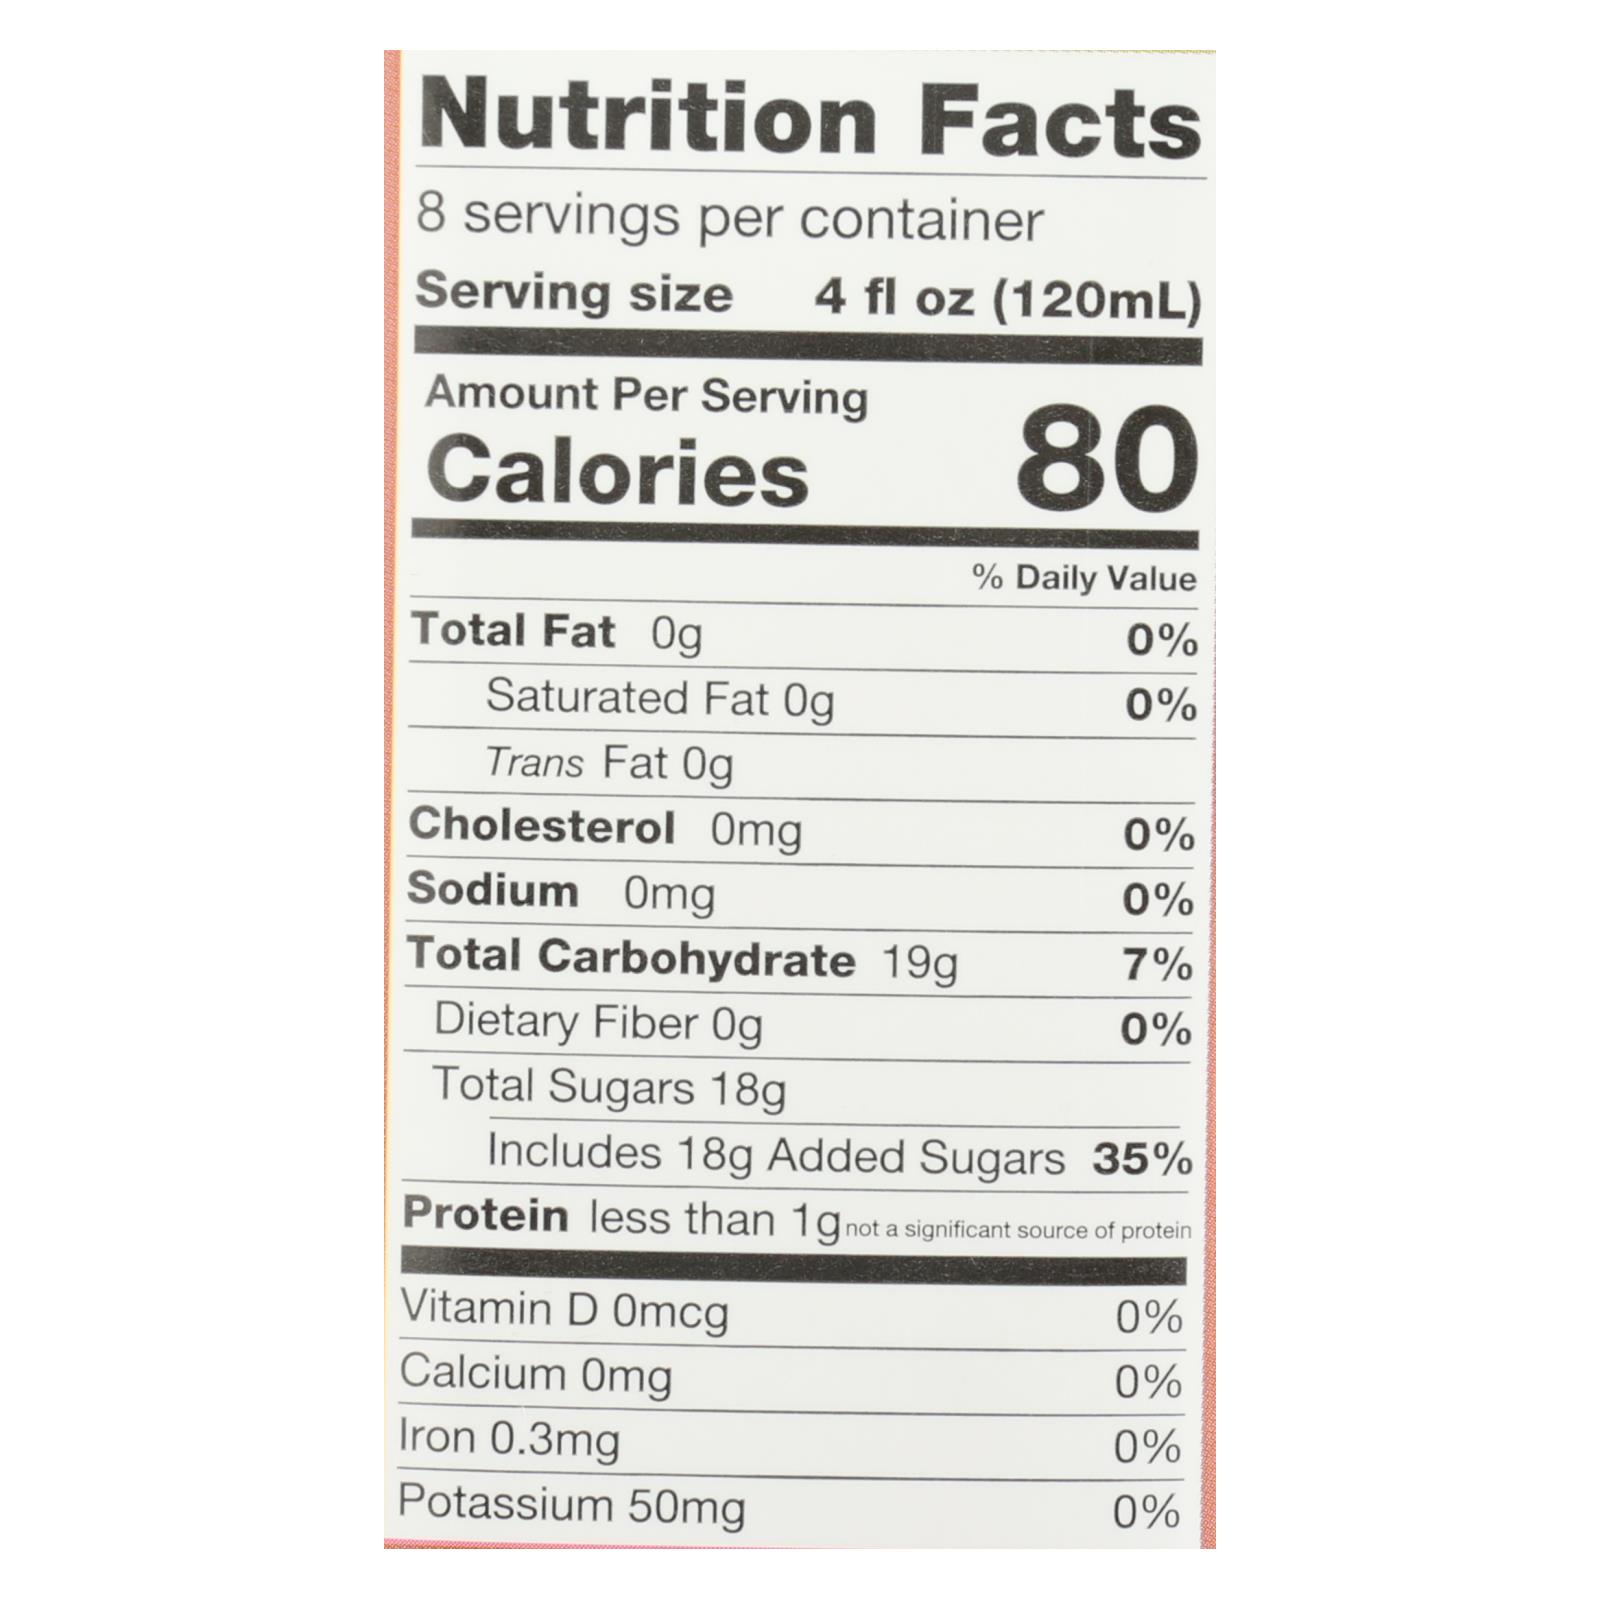 Nutrition Facts
8 servings per container
Serving size 4 fl oz (120mL)
Amount Per Serving
Calories 80
% Daily Value
Total Fat 0g 0%
Saturated Fat 0g 0%
Trans Fat 0g
Cholesterol 0mg 0%
Sodium 0mg 0%
Total Carbohydrate 19g 7%
Dietary Fiber 0g 0%
Total Sugars 18g
Includes 18g Added Sugars 35%
Protein less than 1g not a significant source of protein
Vitamin D 0mcg 0%
Calcium 0mg 0%
Iron 0.3mg 0%
Potassium 50mg 0%